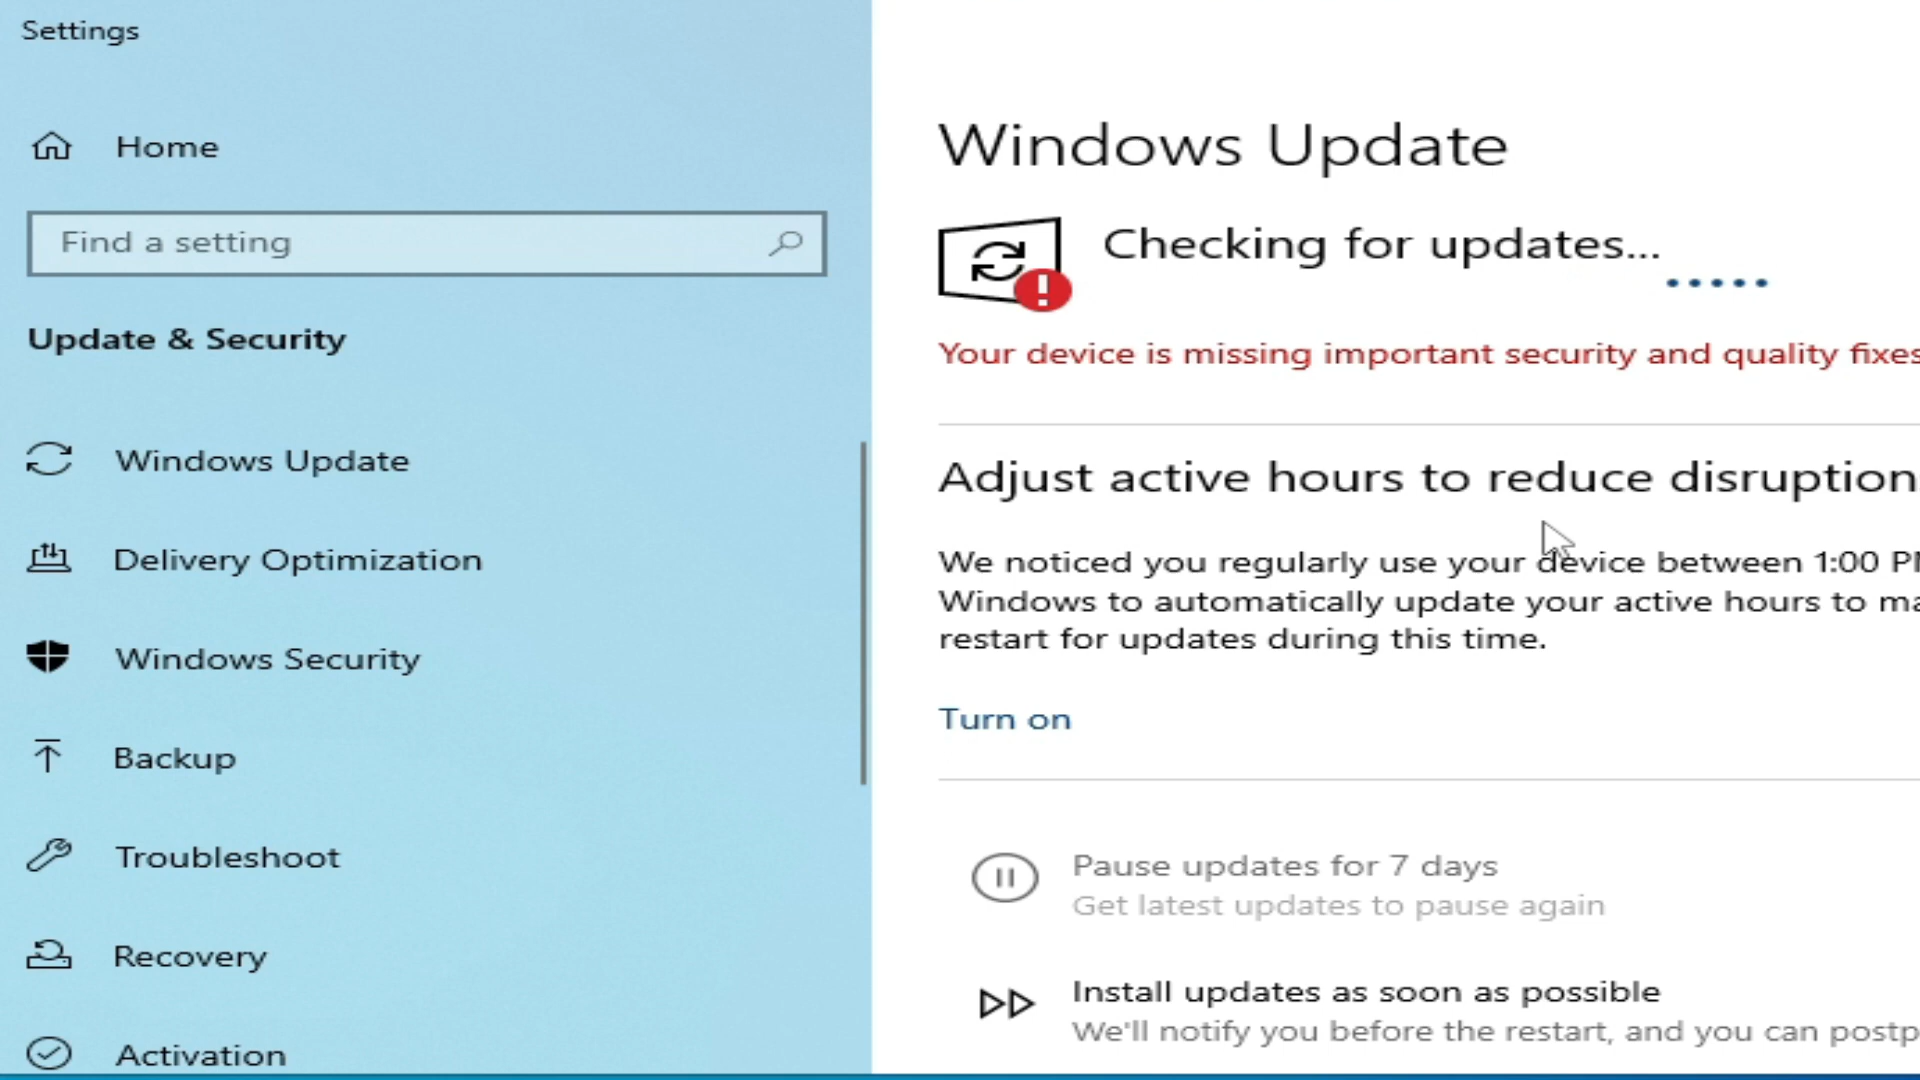 Settings
Home
Find a setting
Update & Security
Windows Update
Delivery Optimization
Windows Security
Backup
Troubleshoot
Recovery
Activation
Windows Update
Checking for updates...
Your device is missing important security and quality fixes
Adjust active hours to reduce disruption
We noticed you regularly use your device between 1:00 P
Windows to automatically update your active hours to ma
restart for updates during this time.
Turn on
Pause updates for 7 days
Get latest updates to pause again
Install updates as soon as possible
We'll notify you before the restart, and you can postp